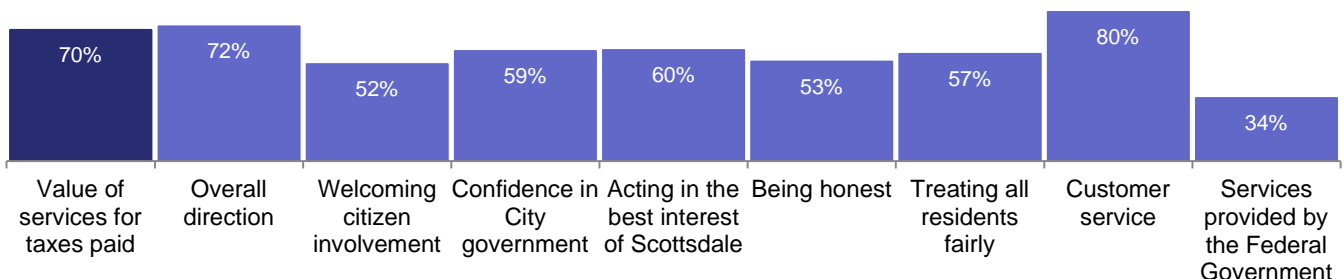 70%
72%
52%
59%
60%
53%
57%
80%
34%
Value of
services for
taxes paid
Overall
direction
Welcoming
citizen
involvement
Confidence in
City
government
Acting in the
best interest
of Scottsdale
Being honest
Treating all
residents
fairly
Customer
service
Services
provided by
the Federal
Government